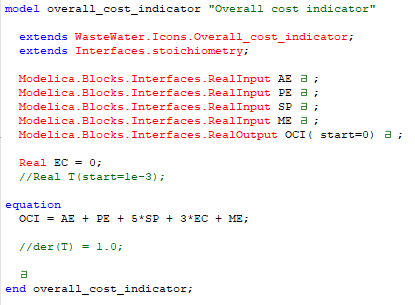 model overall_cost_indicator "Overall cost indicator"
extends WasteWater.Icons.Overall_cost_indicator;
extends Interfaces.stoichiometry;
Modelica.Blocks.Interfaces.RealInput AE a ;
Modelica.Blocks.Interfaces.RealInput PE a ;
Modelica.Blocks.Interfaces.RealInput SP a ;
Modelica.Blocks.Interfaces.RealInput ME a ;
Modelica.Blocks.Interfaces.RealOutput OCI( start=0) a ;
Real EC = 0;
//Real T(start=1e-3);
equation
OCI = AE + PE + 5*SP + 3*EC + ME;
//der(T) = 1.0;
a
end overall_cost_indicator;